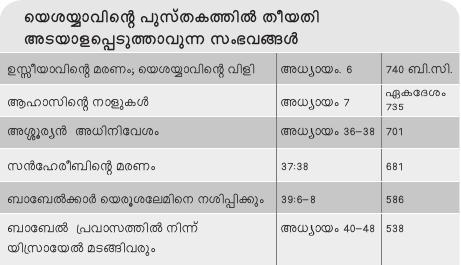 യെശയ്യാവിന്റെ പുസ്തകത്തിൽ തീയതി
അടയാളപ്പെടുത്താവുന്ന സംഭവങ്ങൾ
ഉസ്സീയാവിന്റെ മരണം; യെശയ്യാവിന്റെ വിളി അധ്യായം. 6 740 ബി.സി.
ആഹാസിന്റെ നാളുകൾ അധ്യായം 7 ഏകദേശം
735
അശ്ശൂര്യൻ അധിനിവേശം അധ്യായം 36–38 701
സൻഹേരീബിന്റെ മരണം 37:38 681
ബാബേൽക്കാർ യെരൂശലേമിനെ നശിപ്പിക്കും 39:6–8 586
ബാബേൽ പ്രവാസത്തിൽ നിന്ന് അധ്യായം 40–48 538
യിസ്രായേൽ മടങ്ങിവരും